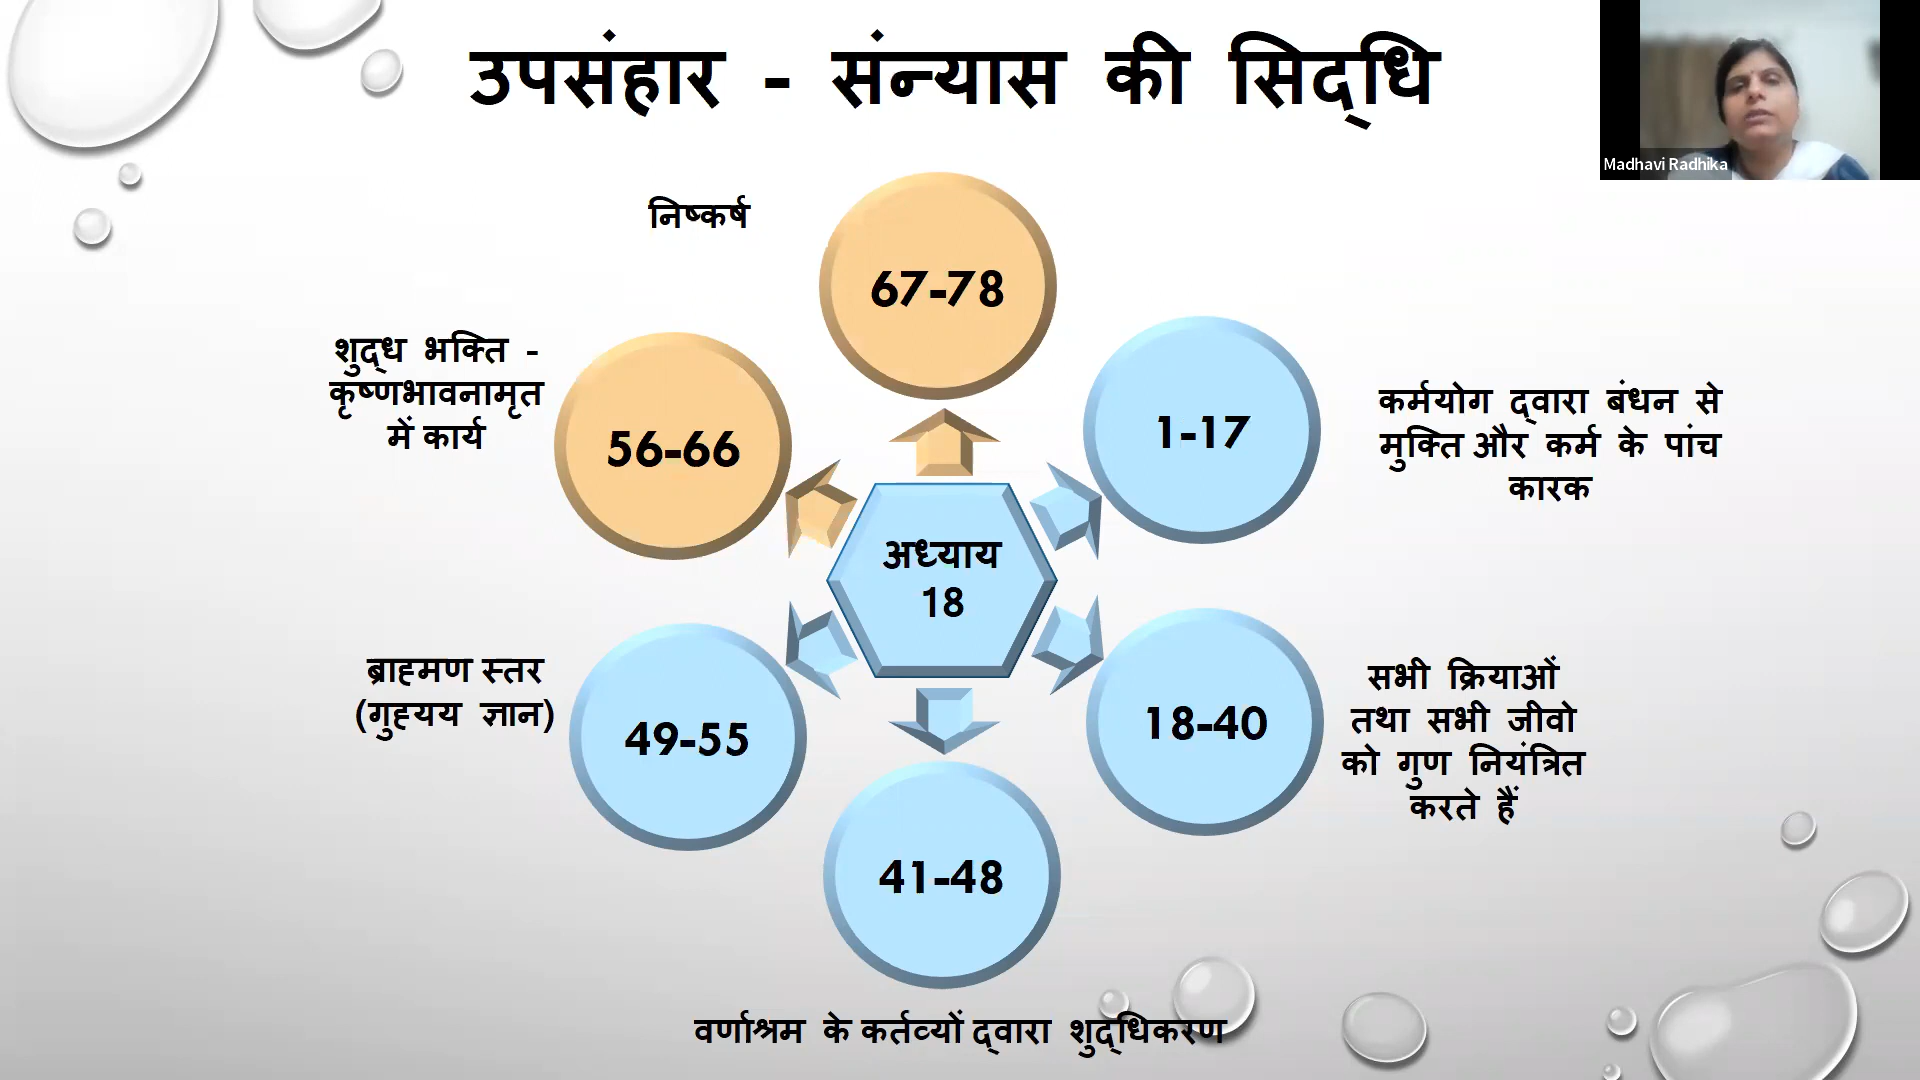 उपसंहार - संन्यास की सिद्धि
Madhavi Radhika
निष्कर्ष
67-78
शुद्ध भक्ति -
कृष्णभावनामृत
में कार्य
56-66
1-17
कर्मयोग द्वारा बंधन से
मुक्ति और कर्म के पांच
कारक
अध्याय
18
ब्राह्मण स्तर
(गुह्यय ज्ञान)
49-55
18-40
सभी क्रियाओं
तथा सभी जीवो
को गुण नियंत्रित
करते हैं
41-48
वर्णाश्रम के कर्तव्यों द्वारा शुद्धिकरण